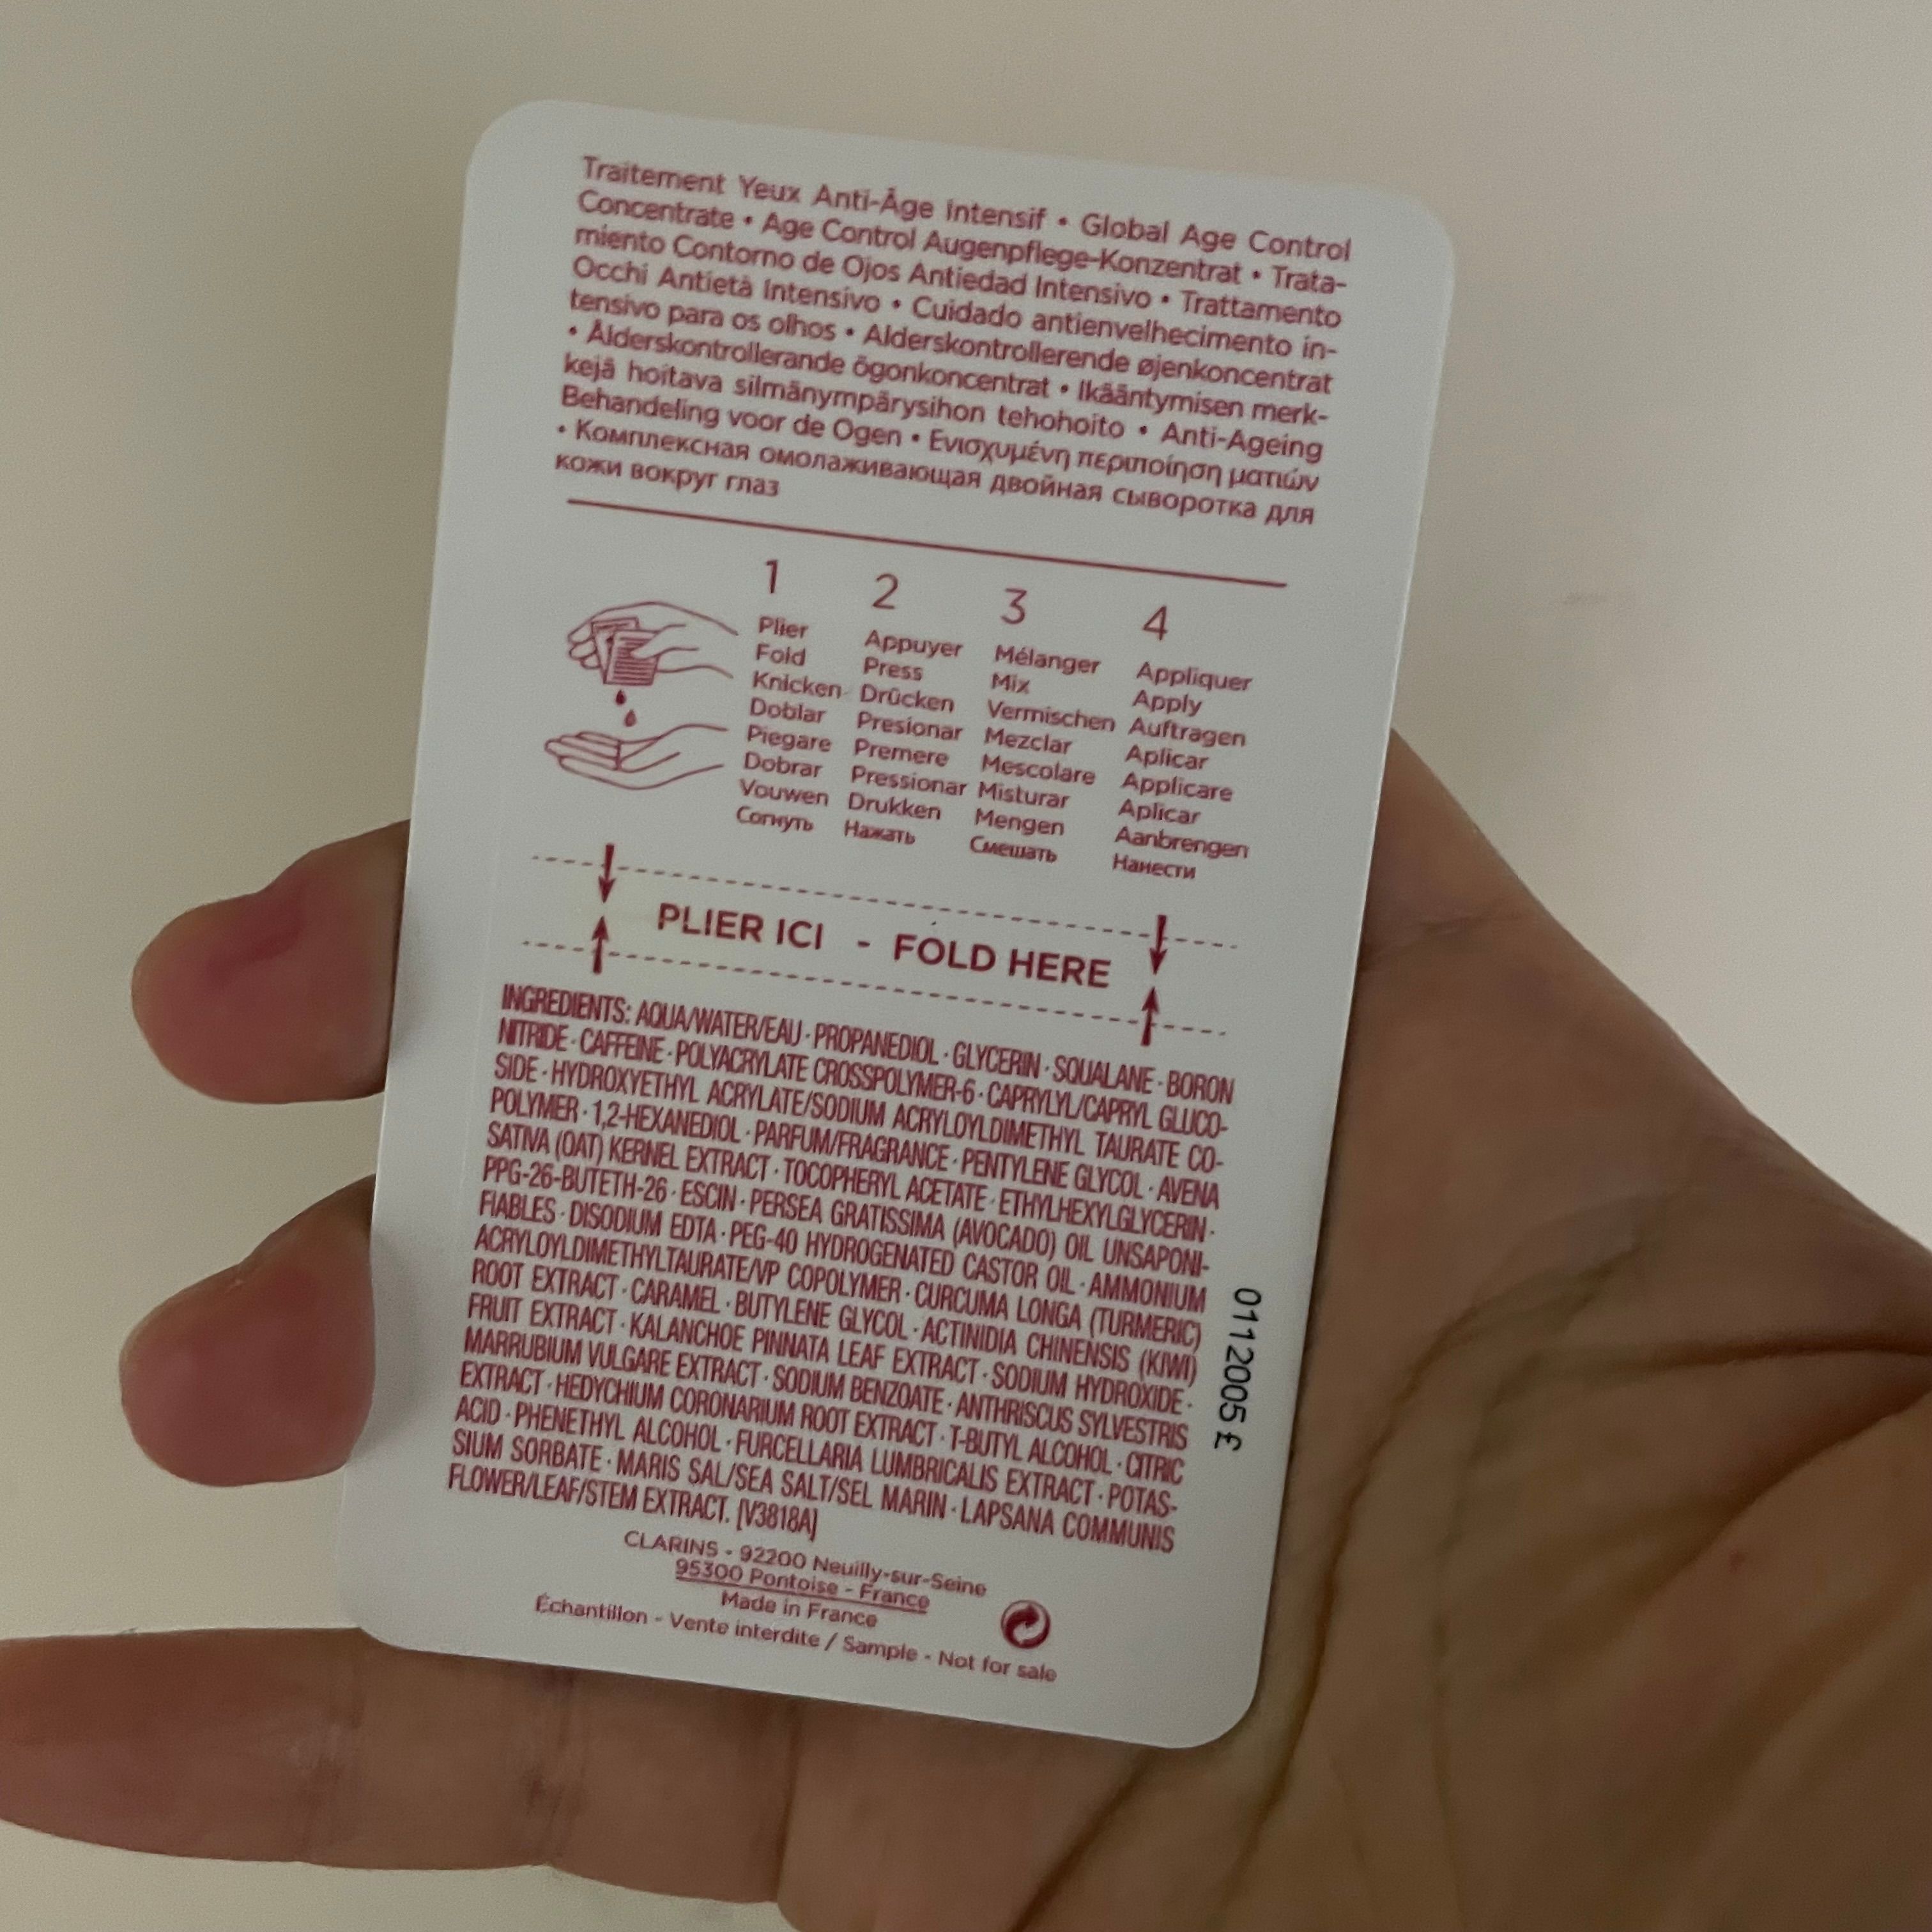 Traitement Yeux Anti-Âge Intensif • Global Age Control
Concentrate • Age Control Augenpflege-Konzentrat • Trata-
miento Contorno de Ojos Antiedad Intensivo • Trattamento
Occhi Antietà Intensivo • Cuidado antienvelhecimento in-
tensivo para os olhos • Alderskontrollerende øjenkoncentrat
• Ålderskontrollerande ögonkoncentrat • Ikääntymisen merk-
kejä hoitava silmänympärysihon tehohoito • Anti-Ageing
Behandeling voor de Ogen • Ενισχυμένη περιποίηση ματιών
• Комплексная омолаживающая двойная сыворотка для
кожи вокруг глаз
1 2 3 4
Plier Appuyer Mélanger Appliquer
Fold Press Mix Apply
Knicken Drücken Vermischen Auftragen
Doblar Presionar Mezclar Aplicar
Piegare Premere Mescolare Applicare
Dobrar Pressionar Misturar Aplicar
Vouwen Drukken Mengen Aanbrengen
Согнуть Нажать Смешать Нанести
PLIER ICI - FOLD HERE
INGREDIENTS: AQUA/WATER/EAU · PROPANEDIOL · GLYCERIN · SQUALANE · BORON
NITRIDE · CAFFEINE · POLYACRYLATE CROSSPOLYMER-6 · CAPRYLYL/CAPRYL GLUCO-
SIDE · HYDROXYETHYL ACRYLATE/SODIUM ACRYLOYLDIMETHYL TAURATE CO-
POLYMER · 1,2-HEXANEDIOL · PARFUM/FRAGRANCE · PENTYLENE GLYCOL · AVENA
SATIVA (OAT) KERNEL EXTRACT · TOCOPHERYL ACETATE · ETHYLHEXYLGLYCERIN ·
PPG-26-BUTETH-26 · ESCIN · PERSEA GRATISSIMA (AVOCADO) OIL UNSAPONI-
FIABLES · DISODIUM EDTA · PEG-40 HYDROGENATED CASTOR OIL · AMMONIUM
ACRYLOYLDIMETHYLTAURATE/VP COPOLYMER · CURCUMA LONGA (TURMERIC)
ROOT EXTRACT · CARAMEL · BUTYLENE GLYCOL · ACTINIDIA CHINENSIS (KIWI)
FRUIT EXTRACT · KALANCHOE PINNATA LEAF EXTRACT · SODIUM HYDROXIDE ·
MARRUBIUM VULGARE EXTRACT · SODIUM BENZOATE · ANTHRISCUS SYLVESTRIS
EXTRACT · HEDYCHIUM CORONARIUM ROOT EXTRACT · T-BUTYL ALCOHOL · CITRIC
ACID · PHENETHYL ALCOHOL · FURCELLARIA LUMBRICALIS EXTRACT · POTAS-
SIUM SORBATE · MARIS SAL/SEA SALT/SEL MARIN · LAPSANA COMMUNIS
FLOWER/LEAF/STEM EXTRACT. [V3818A]
CLARINS - 92200 Neuilly-sur-Seine
95300 Pontoise - France
Made in France
Échantillon - Vente interdite / Sample - Not for sale
0112005 £